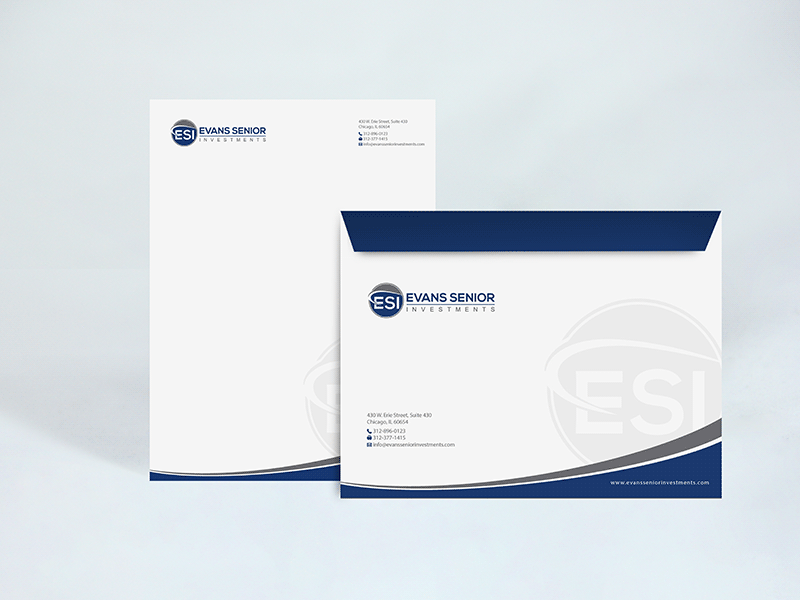 ESI EVANS SENIOR
INVESTMENTS
430 W. Erie Street, Suite 430
Chicago, IL 60654
312-896-0123
312-377-1415
info@evansseniorinvestments.com
ESI EVANS SENIOR
INVESTMENTS
ESI
430 W. Erie Street, Suite 430
Chicago, IL 60654
312-896-0123
312-377-1415
info@evansseniorinvestments.com
www.evansseniorinvestments.com